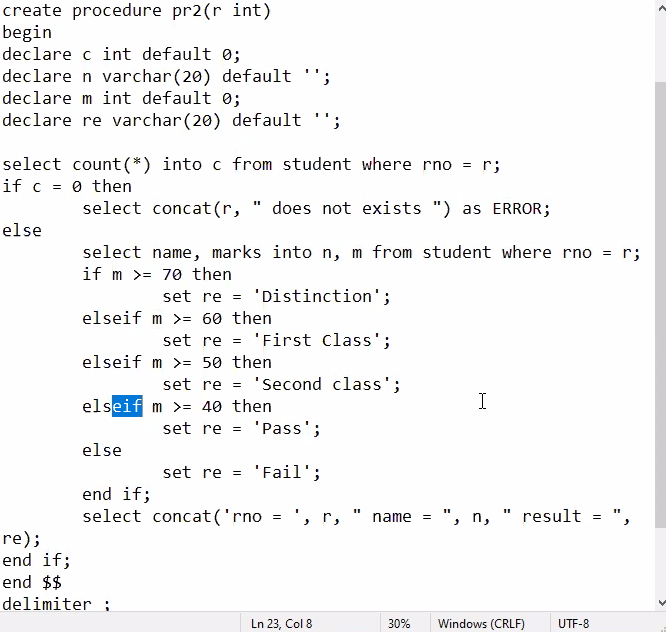 create procedure pr2(r int)
begin
declare c int default 0;
declare n varchar(20) default '';
declare m int default 0;
declare re varchar(20) default '';

select count(*) into c from student where rno = r;
if c = 0 then
        select concat(r, " does not exists ") as ERROR;
else
        select name, marks into n, m from student where rno = r;
        if m >= 70 then
                set re = 'Distinction';
        elseif m >= 60 then
                set re = 'First Class';
        elseif m >= 50 then
                set re = 'Second class';
        elseif m >= 40 then
                set re = 'Pass';
        else
                set re = 'Fail';
        end if;
        select concat('rno = ', r, " name = ", n, " result = ",
re);
end if;
end $$
delimiter ;
Ln 23, Col 8 30% Windows (CRLF) UTF-8